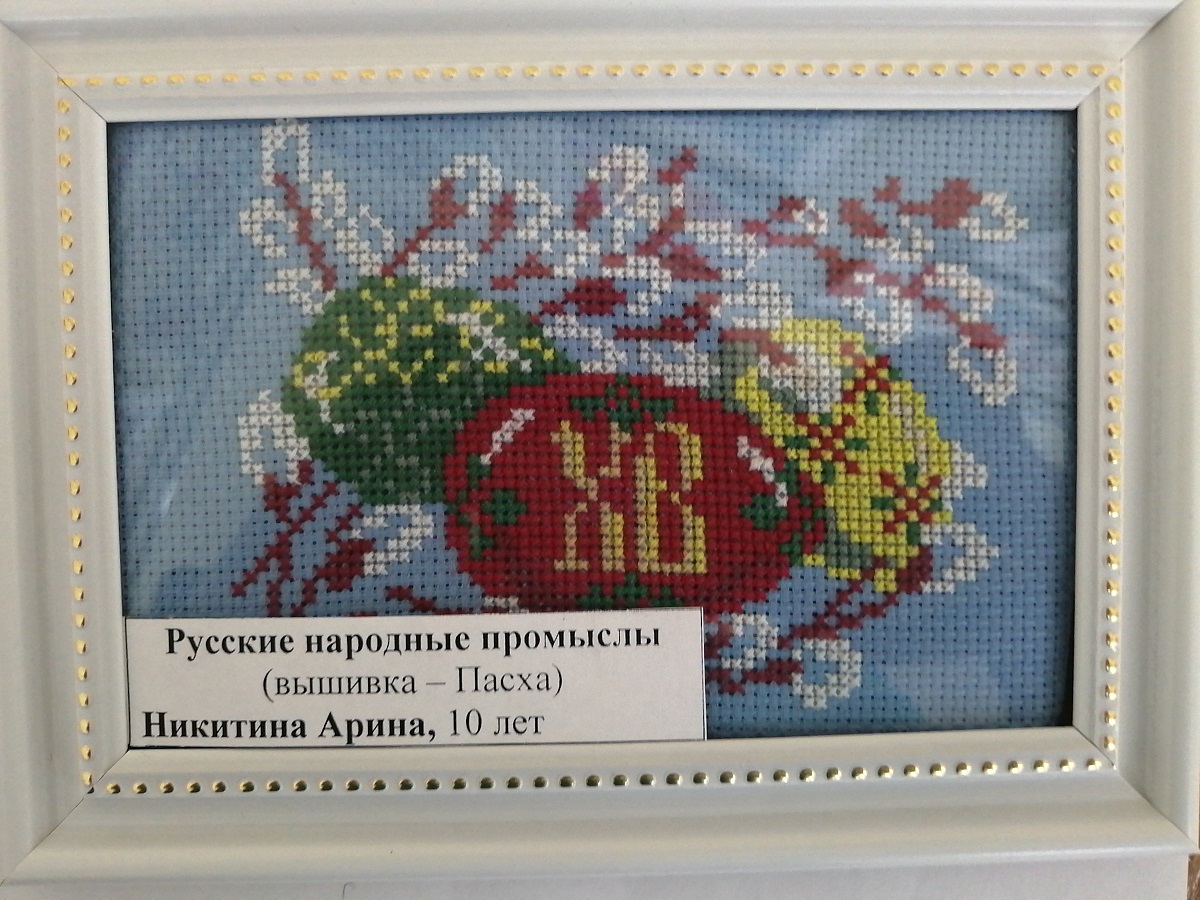 ХВ
Русские народные промыслы
(вышивка – Пасха)
Никитина Арина, 10 лет